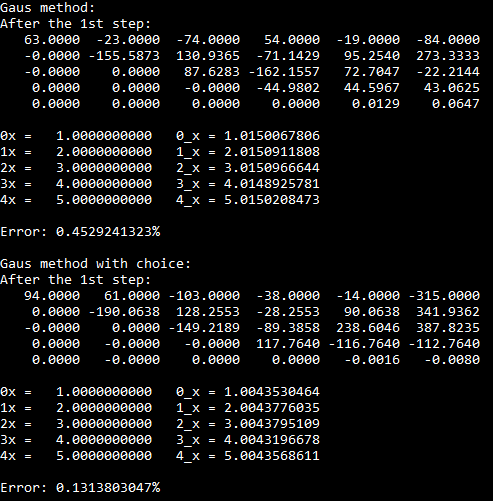 Gaus method:
After the 1st step:
63.0000 -23.0000 -74.0000 54.0000 -19.0000 -84.0000
-0.0000 -155.5873 130.9365 -71.1429 95.2540 273.3333
-0.0000 0.0000 87.6283 -162.1557 72.7047 -22.2144
0.0000 0.0000 -0.0000 -44.9802 44.5967 43.0625
0.0000 0.0000 0.0000 0.0000 0.0129 0.0647
0x = 1.0000000000 0_x = 1.0150067806
1x = 2.0000000000 1_x = 2.0150911808
2x = 3.0000000000 2_x = 3.0150966644
3x = 4.0000000000 3_x = 4.0148925781
4x = 5.0000000000 4_x = 5.0150208473
Error: 0.4529241323%
Gaus method with choice:
After the 1st step:
94.0000 61.0000 -103.0000 -38.0000 -14.0000 -315.0000
0.0000 -190.0638 128.2553 -28.2553 90.0638 341.9362
-0.0000 0.0000 -149.2189 -89.3858 238.6046 387.8235
0.0000 -0.0000 -0.0000 117.7640 -116.7640 -112.7640
0.0000 -0.0000 0.0000 0.0000 -0.0016 -0.0080
0x = 1.0000000000 0_x = 1.0043530464
1x = 2.0000000000 1_x = 2.0043776035
2x = 3.0000000000 2_x = 3.0043795109
3x = 4.0000000000 3_x = 4.0043196678
4x = 5.0000000000 4_x = 5.0043568611
Error: 0.1313803047%